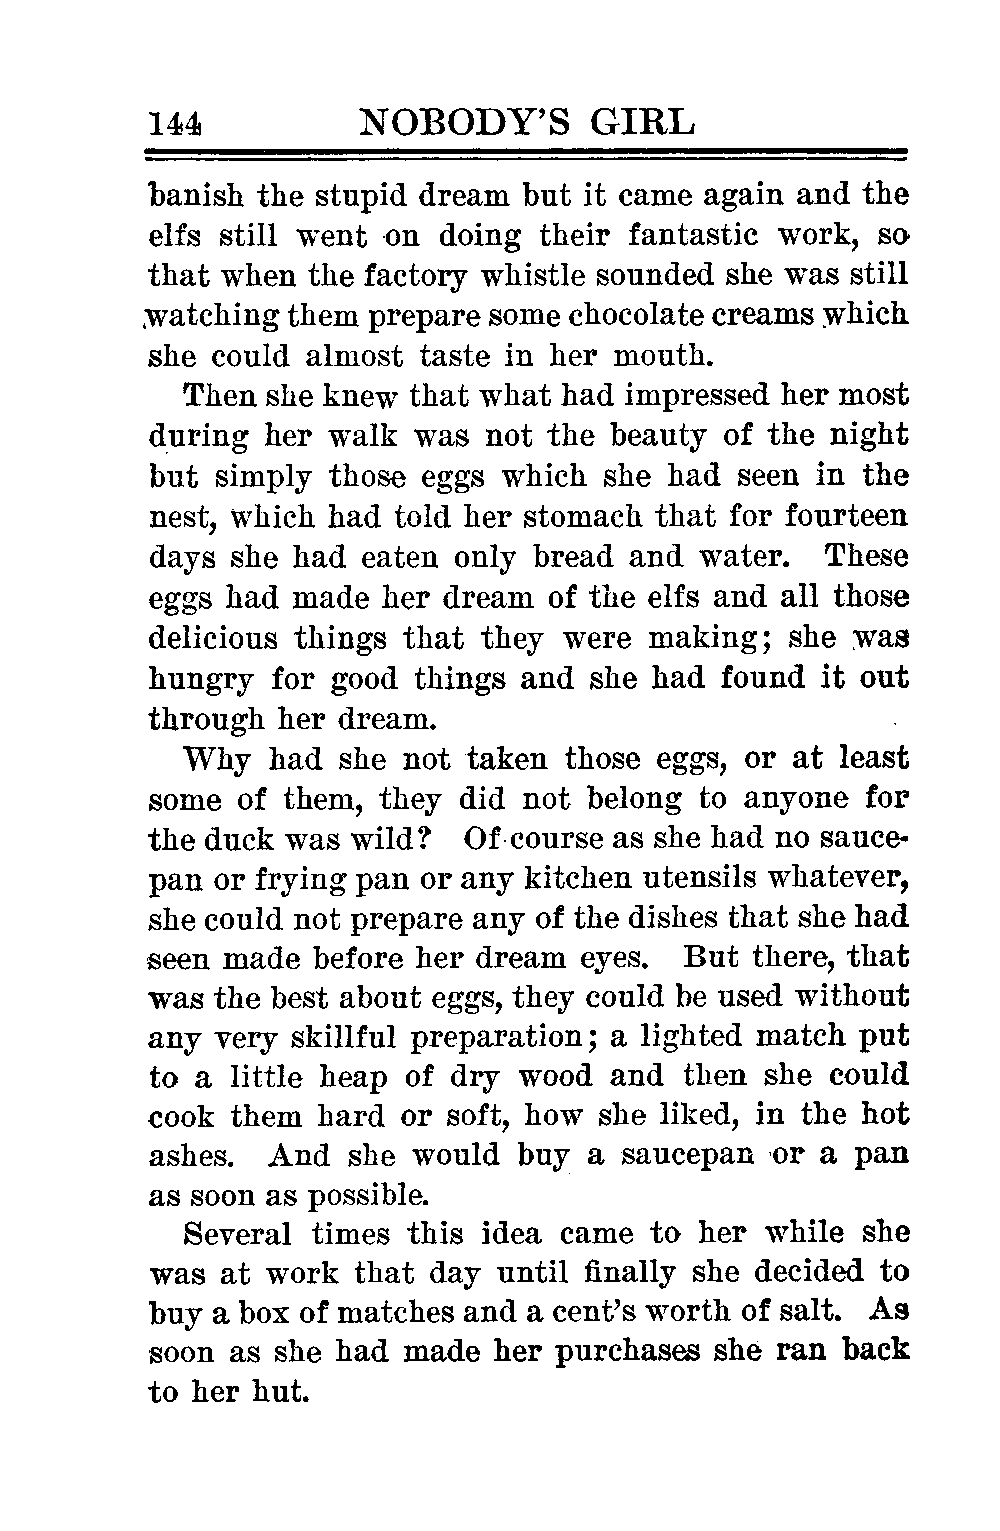 144 NOBODY'S GIRL
banish the stupid dream but it came again and the
elfs still went on doing their fantastic work, so
that when the factory whistle sounded she was still
watching them prepare some chocolate creams which
she could almost taste in her mouth.
Then she knew that what had impressed her most
during her walk was not the beauty of the night
but simply those eggs which she had seen in the
nest, which had told her stomach that for fourteen
days she had eaten only bread and water. These
eggs had made her dream of the elfs and all those
delicious things that they were making; she was
hungry for good things and she had found it out
through her dream.
Why had she not taken those eggs, or at least
some of them, they did not belong to anyone for
the duck was wild? Of course as she had no sauce-
pan or frying pan or any kitchen utensils whatever,
she could not prepare any of the dishes that she had
seen made before her dream eyes. But there, that
was the best about eggs, they could be used without
any very skillful preparation; a lighted match put
to a little heap of dry wood and then she could
cook them hard or soft, how she liked, in the hot
ashes. And she would buy a saucepan or a pan
as soon as possible.
Several times this idea came to her while she
was at work that day until finally she decided to
buy a box of matches and a cent's worth of salt. As
soon as she had made her purchases she ran back
to her hut.